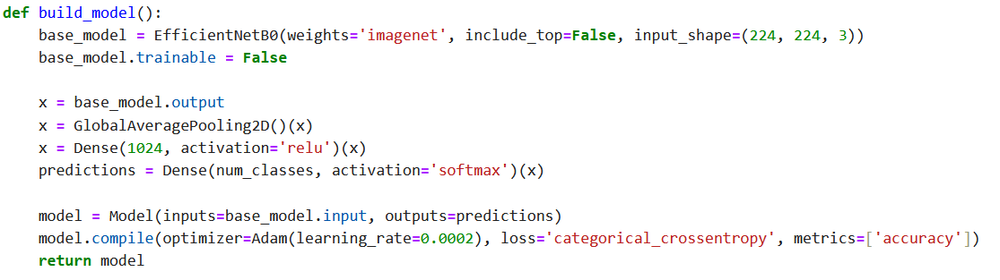 def build_model():
    base_model = EfficientNetB0(weights='imagenet', include_top=False, input_shape=(224, 224, 3))
    base_model.trainable = False

    x = base_model.output
    x = GlobalAveragePooling2D()(x)
    x = Dense(1024, activation='relu')(x)
    predictions = Dense(num_classes, activation='softmax')(x)

    model = Model(inputs=base_model.input, outputs=predictions)
    model.compile(optimizer=Adam(learning_rate=0.0002), loss='categorical_crossentropy', metrics=['accuracy'])
    return model